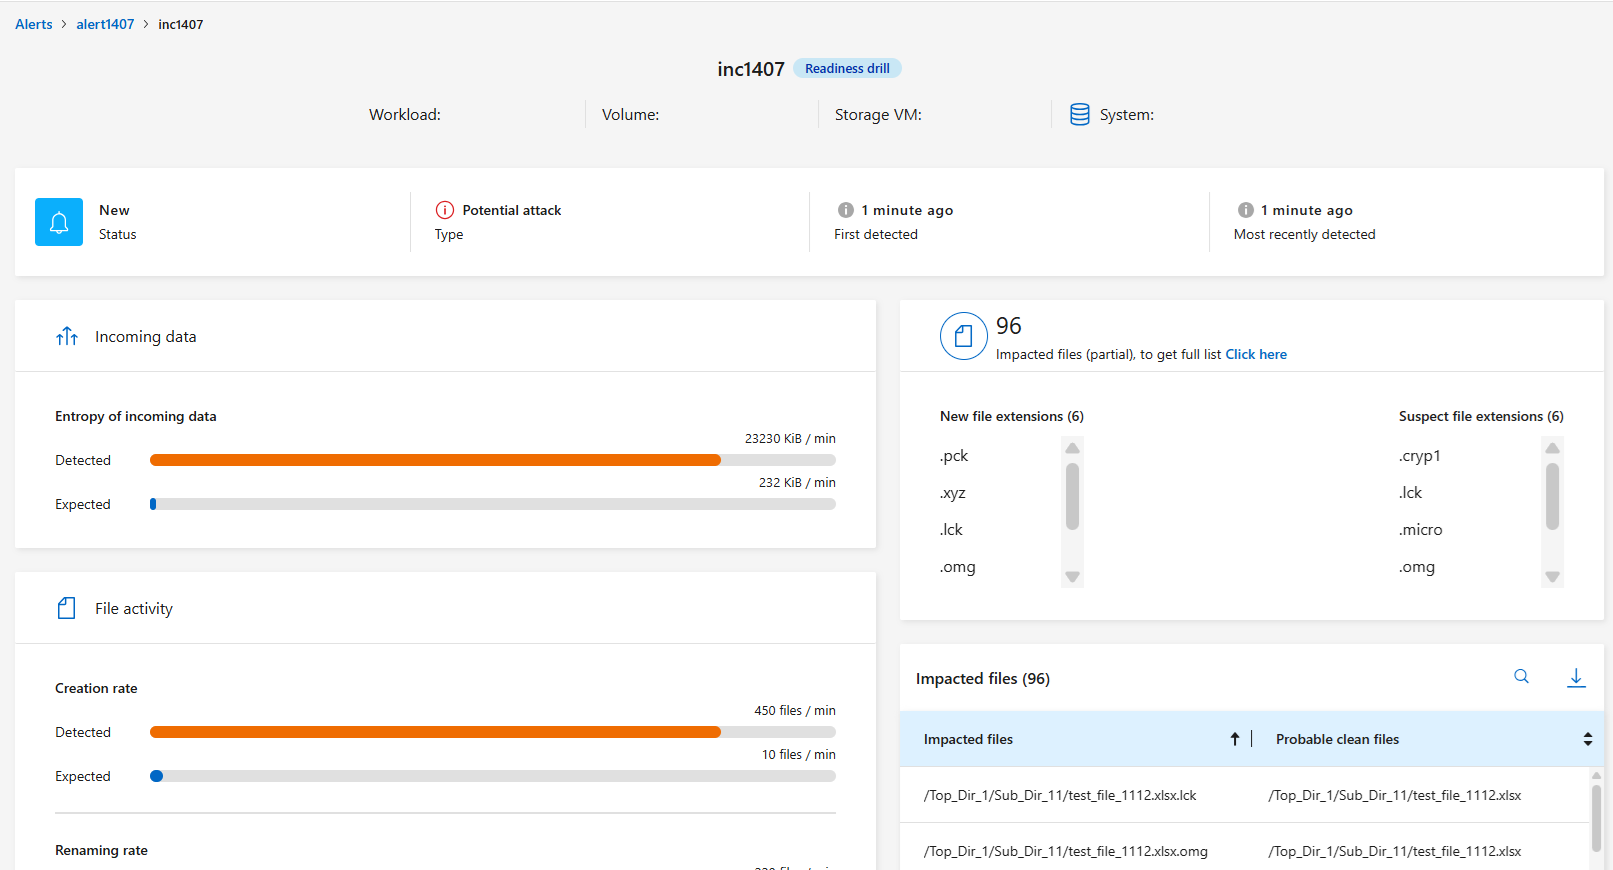 Alerts > alert1407 > inc1407
inc1407 Readiness drill
Workload: Volume: Storage VM: System:
New
Status
Potential attack
Type
1 minute ago
First detected
1 minute ago
Most recently detected
Incoming data
Entropy of incoming data
23230 KiB / min
Detected
232 KiB / min
Expected
File activity
Creation rate
450 files / min
Detected
10 files / min
Expected
Renaming rate
96
Impacted files (partial), to get full list Click here
New file extensions (6)
.pck
.xyz
.lck
.omg
Suspect file extensions (6)
.cryp1
.lck
.micro
.omg
Impacted files (96)
Impacted files Probable clean files
/Top_Dir_1/Sub_Dir_11/test_file_1112.xlsx.lck /Top_Dir_1/Sub_Dir_11/test_file_1112.xlsx
/Top_Dir_1/Sub_Dir_11/test_file_1112.xlsx.omg /Top_Dir_1/Sub_Dir_11/test_file_1112.xlsx